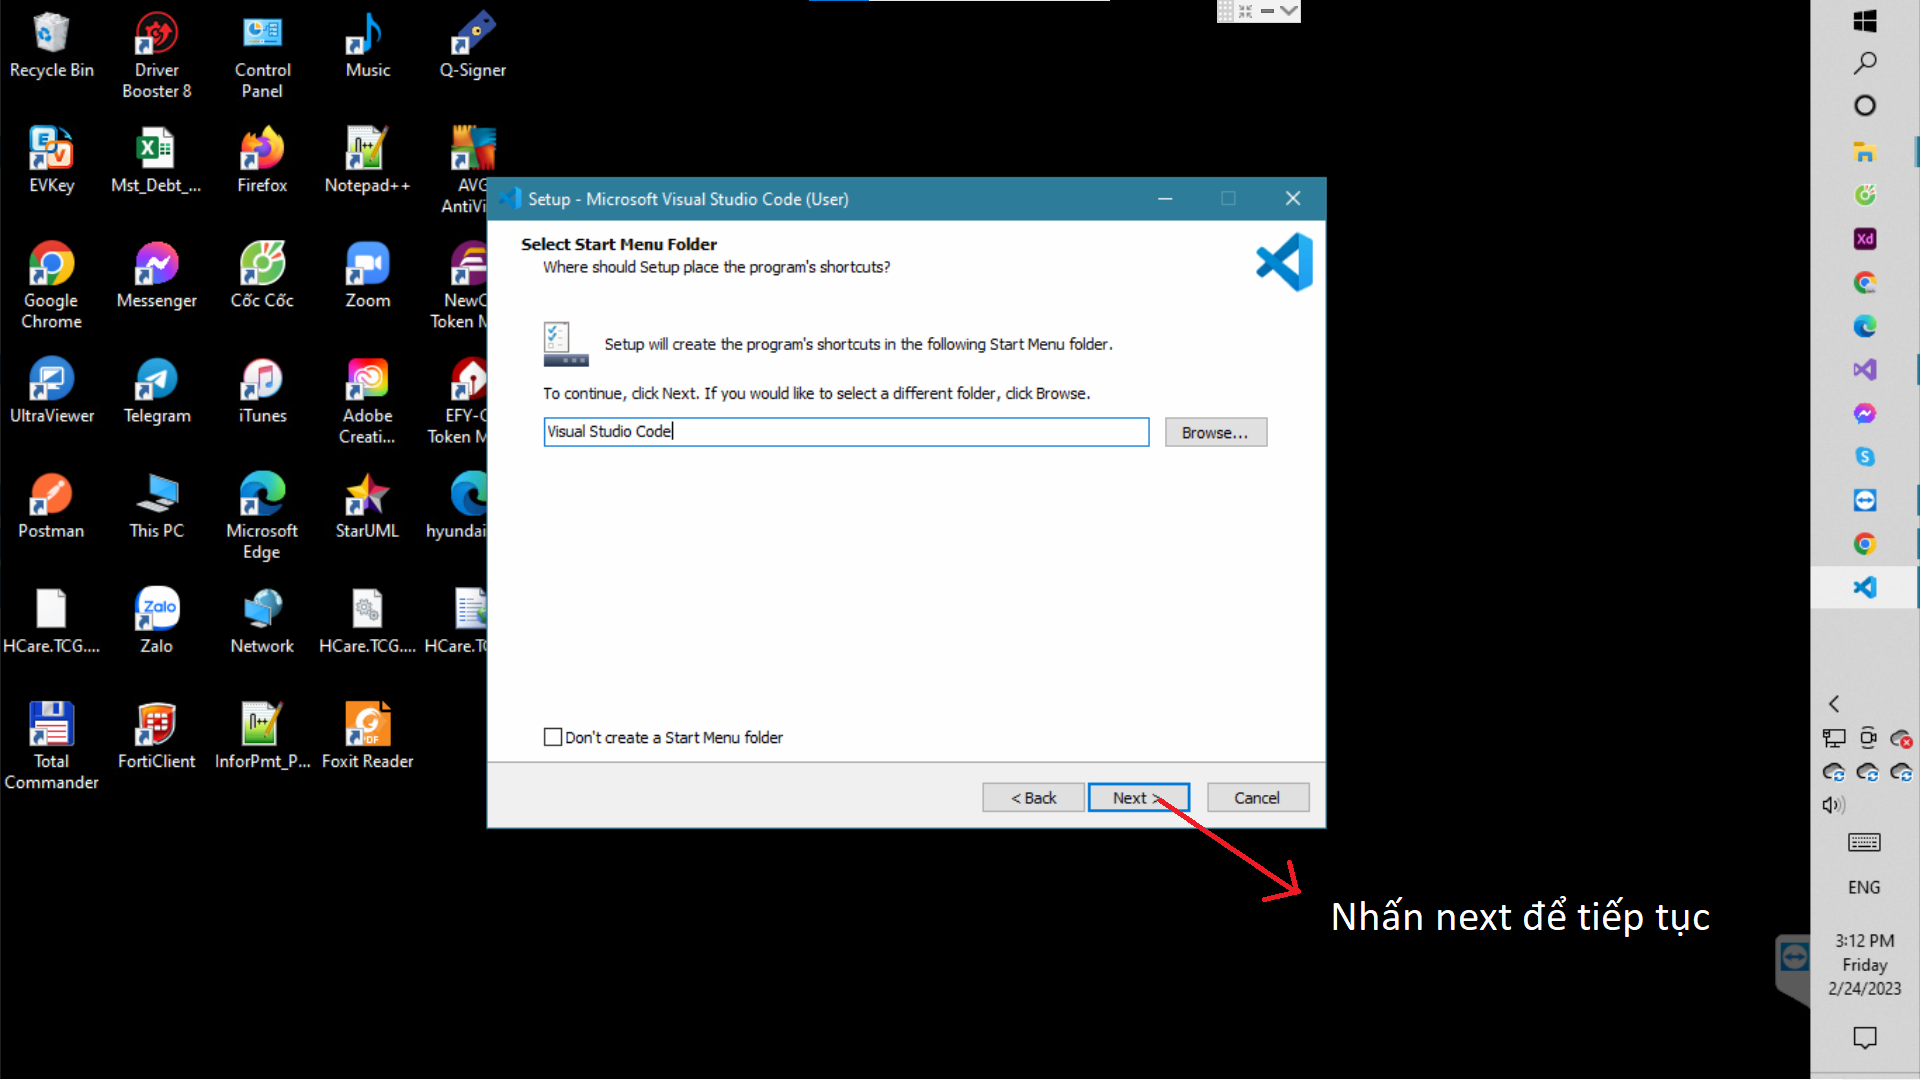 Recycle Bin
Driver
Booster 8
Control
Panel
Music
Q-Signer
EVKey
Mst_Debt_...
Firefox
Notepad++
AVG
AntiVi
Google
Chrome
Messenger
Cốc Cốc
Zoom
NewC
Token M
UltraViewer
Telegram
iTunes
Adobe
Creati...
EFY-C
Token M
Postman
This PC
Microsoft
Edge
StarUML
hyundai
HCare.TCG....
Zalo
Zalo
Network
HCare.TCG....
HCare.TC
Total
Commander
FortiClient
InforPmt_P...
PDF
Foxit Reader
Setup - Microsoft Visual Studio Code (User)
Select Start Menu Folder
Where should Setup place the program's shortcuts?
Setup will create the program's shortcuts in the following Start Menu folder.
To continue, click Next. If you would like to select a different folder, click Browse.
Visual Studio Code
Browse...
Don't create a Start Menu folder
< Back
Next >
Cancel
Nhấn next để tiếp tục
Xd
ENG
3:12 PM
Friday
2/24/2023